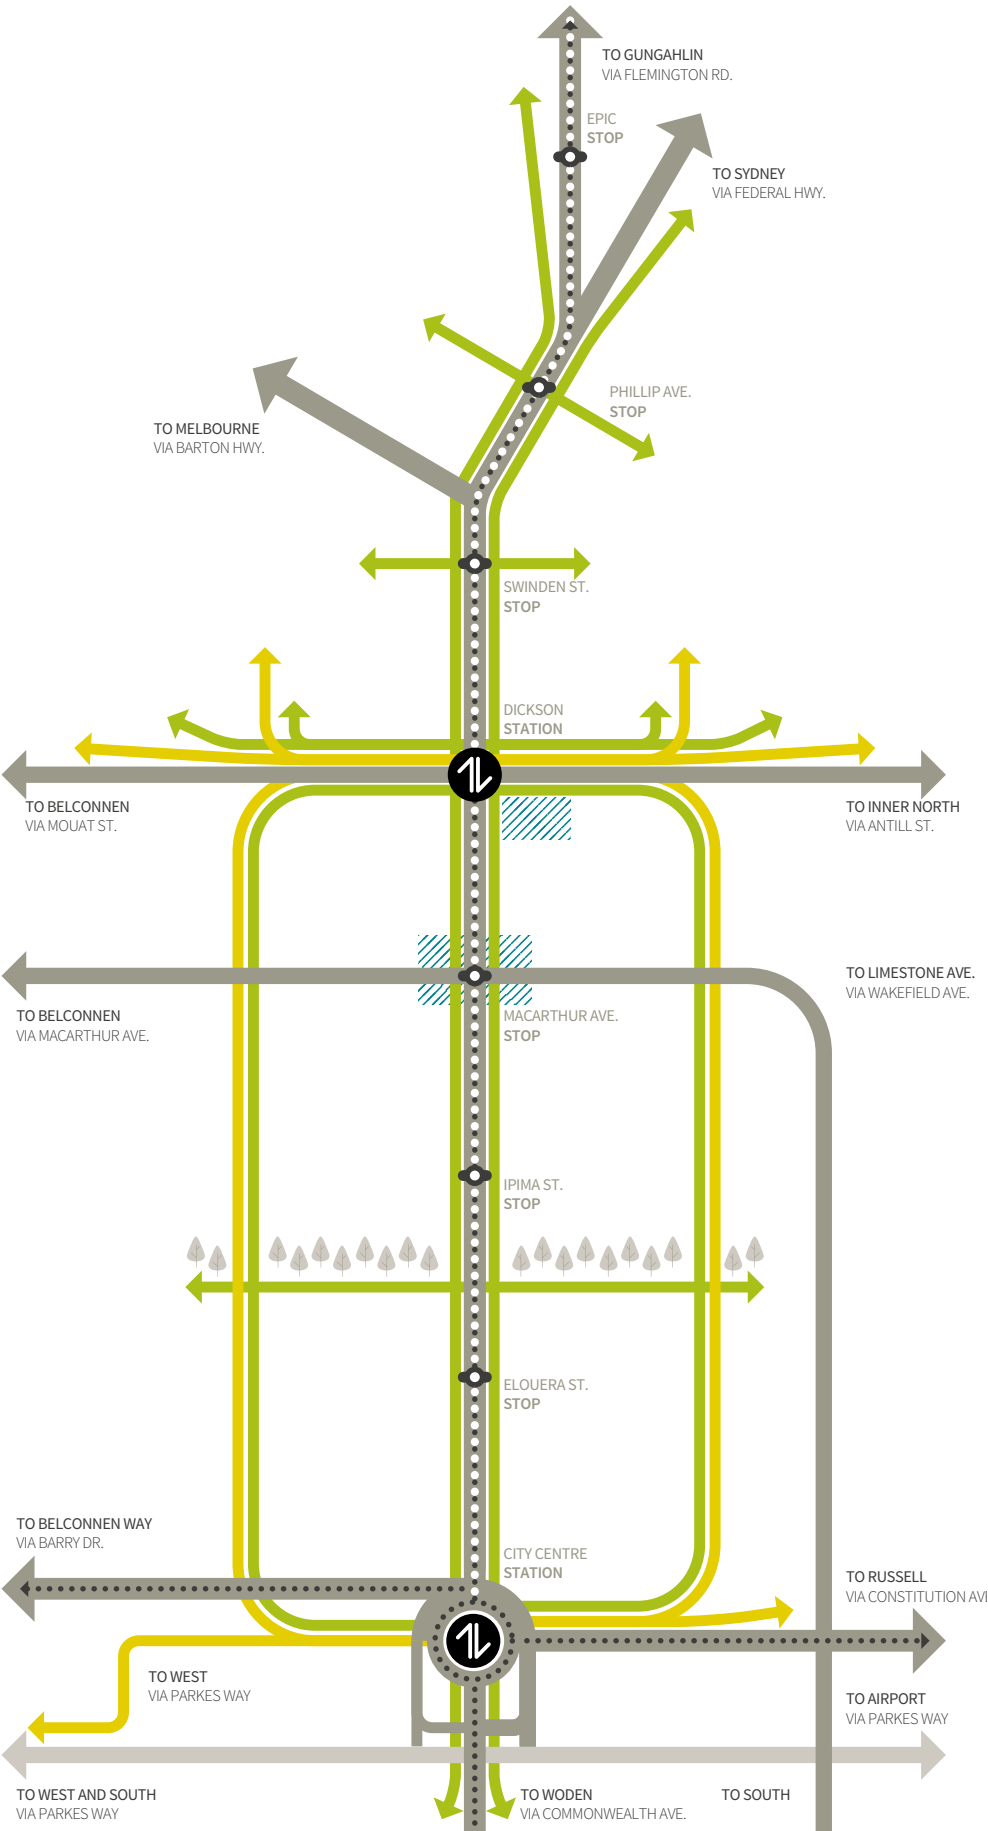 TO GUNGAHLIN
VIA FLEMINGTON RD.
EPIC
STOP
TO SYDNEY
VIA FEDERAL HWY.
PHILLIP AVE.
STOP
TO MELBOURNE
VIA BARTON HWY.
SWINDEN ST.
STOP
DICKSON
STATION
TO BELCONNEN
VIA MOUAT ST.
TO INNER NORTH
VIA ANTILL ST.
TO LIMESTONE AVE.
VIA WAKEFIELD AVE.
TO BELCONNEN
VIA MACARTHUR AVE.
MACARTHUR AVE.
STOP
IPIMA ST.
STOP
ELOUERA ST.
STOP
TO BELCONNEN WAY
VIA BARRY DR.
CITY CENTRE
STATION
TO RUSSELL
VIA CONSTITUTION AVE
TO WEST
VIA PARKES WAY
TO AIRPORT
VIA PARKES WAY
TO WEST AND SOUTH
VIA PARKES WAY
TO WODEN
VIA COMMONWEALTH AVE.
TO SOUTH